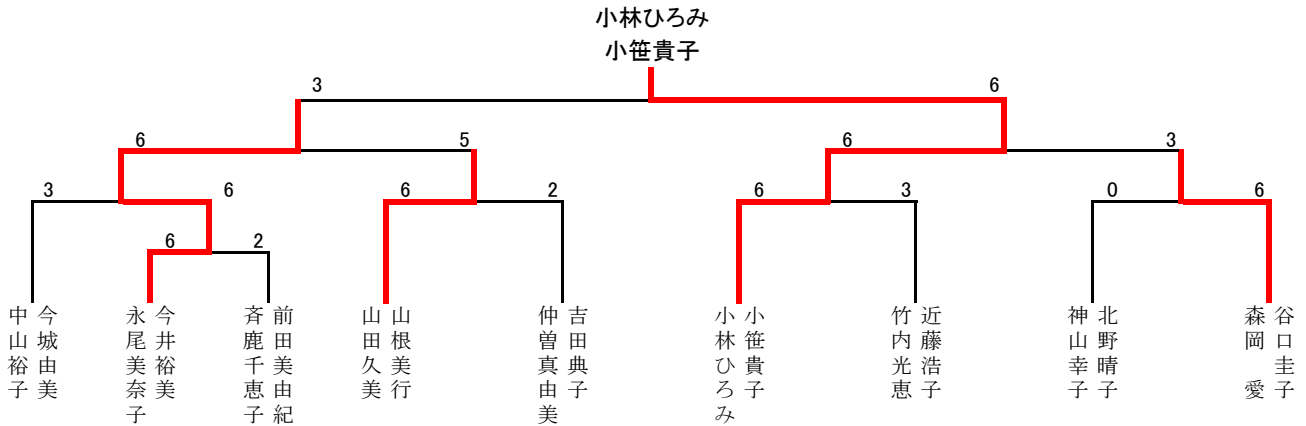 小林ひろみ
小笹貴子
3
6
6
5
6
3
3
6
6
2
6
3
0
6
6
2
今城由美
中山裕子
今井裕美
永尾美奈子
前田美由紀
斉鹿千恵子
山根美行
山田久美
吉田典子
仲曽真由美
小笹貴子
小林ひろみ
近藤浩子
竹内光恵
北野晴子
神山幸子
谷口圭子
森岡　愛